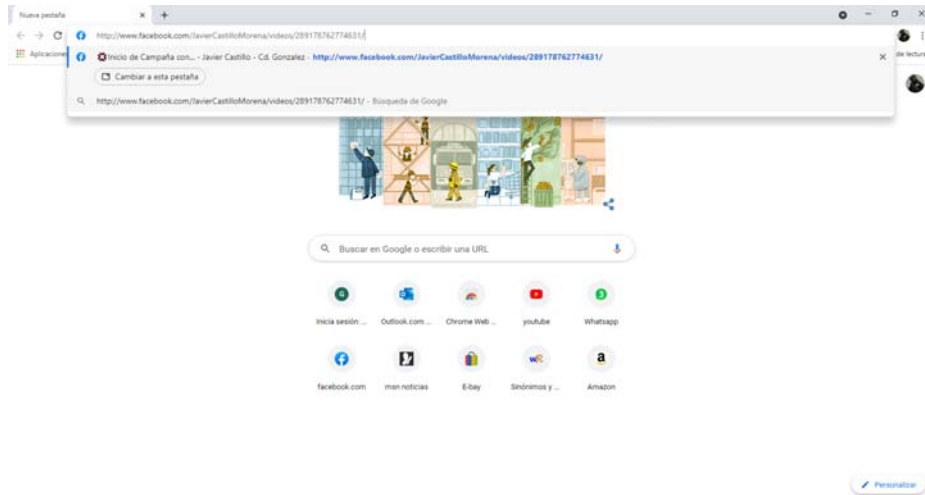 Nueva pestaña
http://www.facebook.com/JavierCastilloMorena/videos/289178762774631/
Aplicacione
de lectura
Inicio de Campaña con... - Javier Castillo - Cd. Gonzalez - http://www.facebook.com/JavierCastilloMorena/videos/289178762774631/
Cambiar a esta pestaña
http://www.facebook.com/JavierCastilloMorena/videos/289178762774631/ - Búsqueda de Google
Buscar en Google o escribir una URL
Inicia sesión: ...
Outlook.com ...
Chrome Web ...
youtube
Whatsapp
facebook.com
msn noticias
E-bay
Sinónimos y ...
Amazon
Personalizar